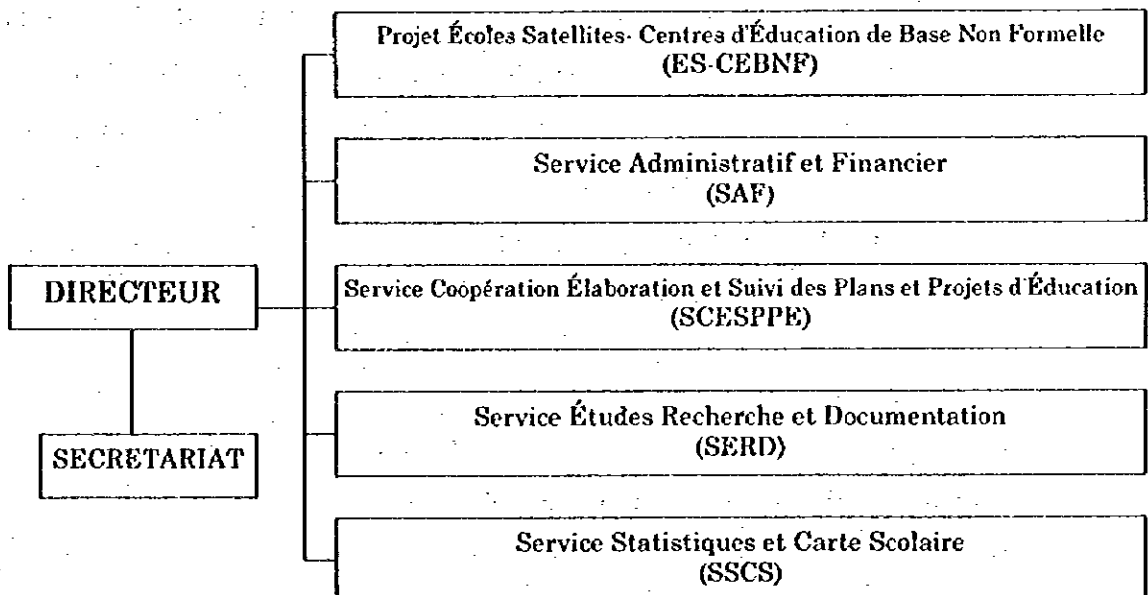 Projet Écoles Satellites- Centres d'Éducation de Base Non Formelle
(ES-CEBNF)
Service Administratif et Financier
(SAF)
DIRECTEUR
Service Coopération Élaboration et Suivi des Plans et Projets d'Éducation
(SCESPPE)
Service Études Recherche et Documentation
(SERD)
SECRETARIAT
Service Statistiques et Carte Scolaire
(SSCS)